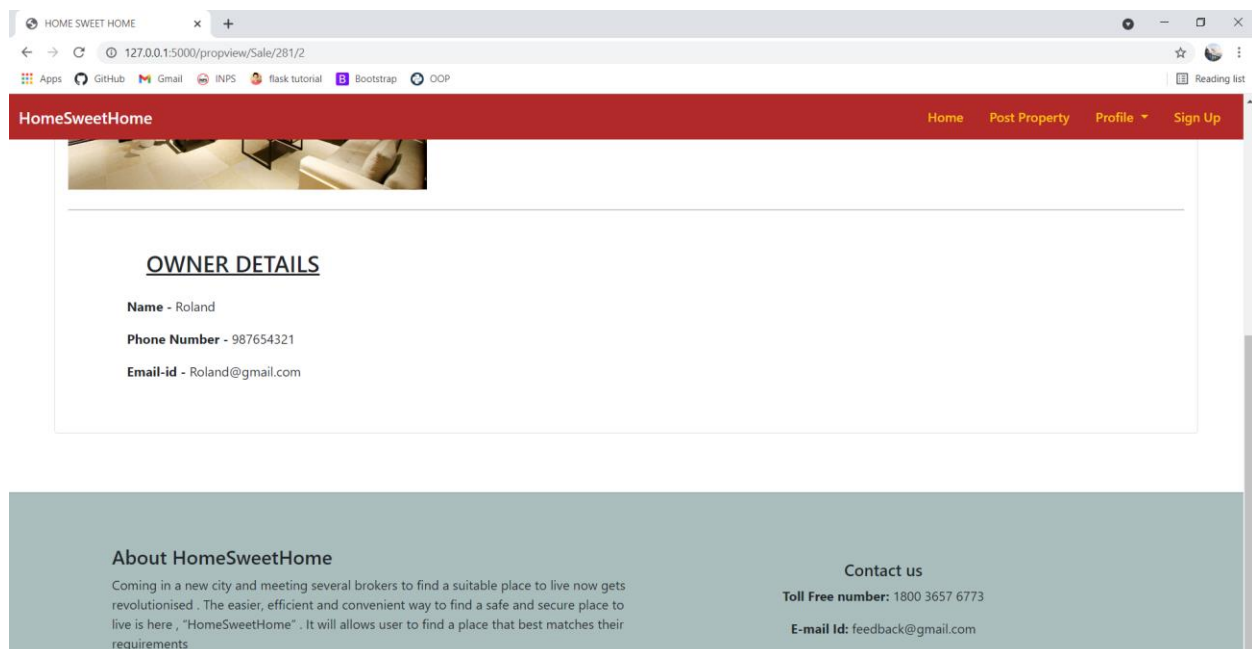 HOME SWEET HOME
127.0.0.1:5000/propview/Sale/281/2
Apps GitHub Gmail INPS flask tutorial B Bootstrap OOP Reading list
HomeSweetHome Home Post Property Profile Sign Up
OWNER DETAILS
Name - Roland
Phone Number - 987654321
Email-id - Roland@gmail.com
About HomeSweetHome
Coming in a new city and meeting several brokers to find a suitable place to live now gets
revolutionised . The easier, efficient and convenient way to find a safe and secure place to
live is here , "HomeSweetHome" . It will allows user to find a place that best matches their
requirements
Contact us
Toll Free number: 1800 3657 6773
E-mail Id: feedback@gmail.com